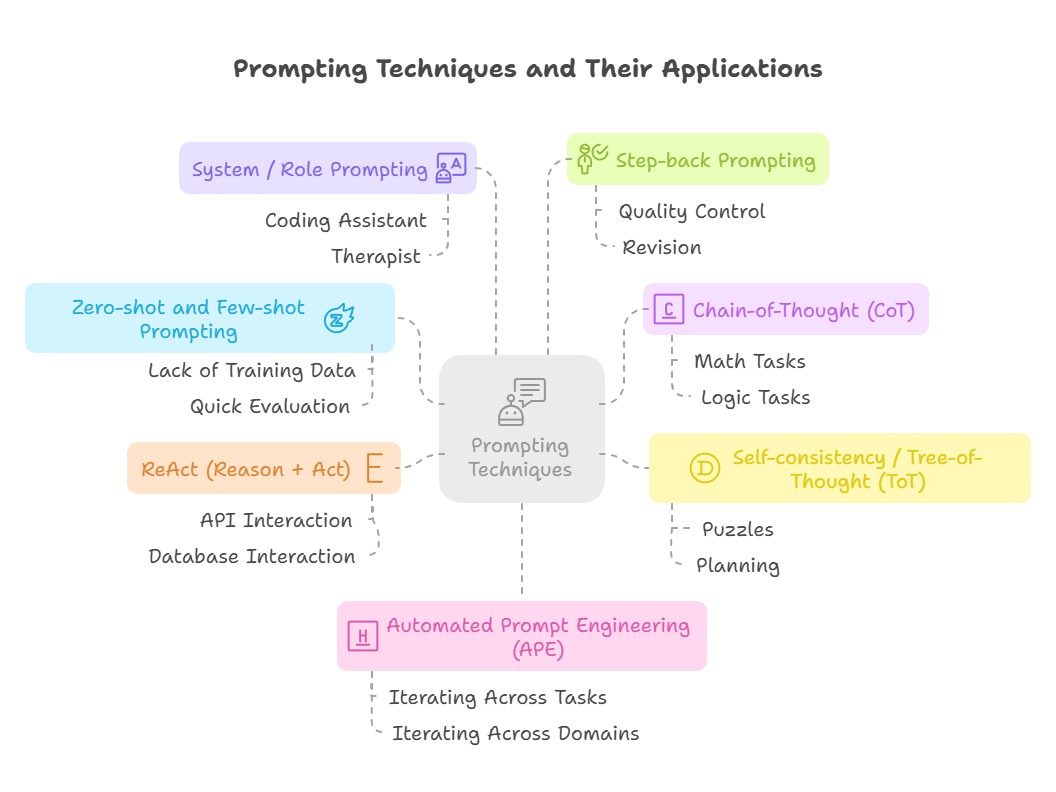 Prompting Techniques and Their Applications
System / Role Prompting
A
Coding Assistant
Therapist
Step-back Prompting
Quality Control
Revision
Zero-shot and Few-shot
Prompting
Z
Lack of Training Data
Quick Evaluation
C
Chain-of-Thought (CoT)
Math Tasks
Logic Tasks
Prompting
Techniques
ReAct (Reason + Act)
E
API Interaction
Database Interaction
D
Self-consistency / Tree-of-
Thought (ToT)
Puzzles
Planning
H
Automated Prompt Engineering
(APE)
Iterating Across Tasks
Iterating Across Domains